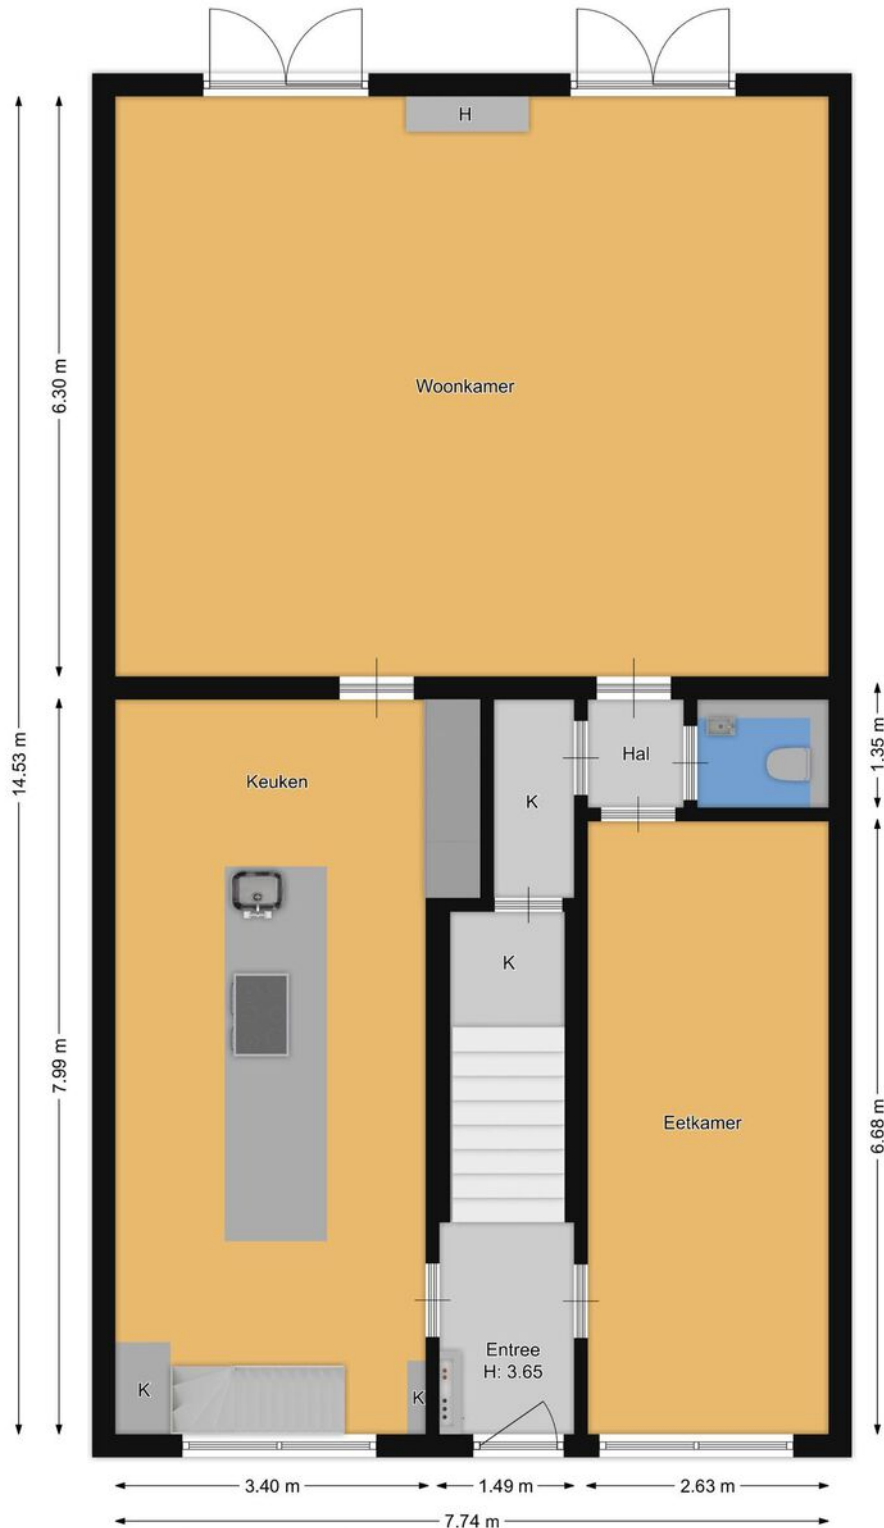 H
6.30 m
Woonkamer
14.53 m
Keuken
Hal
1.35 m
K
K
7.99 m
Eetkamer
6.68 m
Entree
H: 3.65
K
K
3.40 m
1.49 m
2.63 m
7.74 m